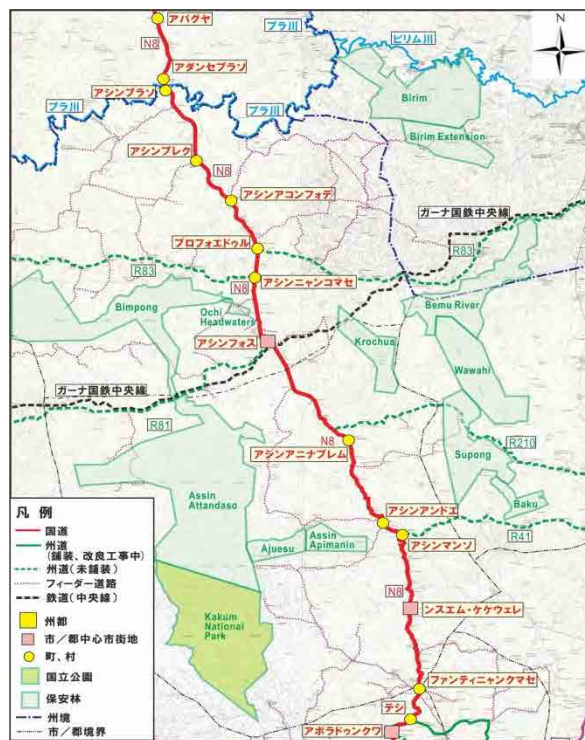 アパグヤ
N8
プラ川
ビリム川
N
アダンセプラソ
アシンプラソ
プラ川
プラ川
Birim
Birim Extension
アシンブレク
N8
アシンアコンフォデ
ガーナ国鉄中央線
ブロフォエドゥル
R83
R83
アシンニャンコマセ
N8
Bimpong
Ochi
Headwaters
Bemu River
アシンフォス
Krochua
Wawahi
ガーナ国鉄中央線
R81
N8
アシンアニナブレム
R210
Supong
Assin
Attandaso
Baku
アシンアンドエ
アシンマンソ
R41
Ajuesu
Assin
Apimanin
N8
ンスエム・ケケウェレ
Kakum
National
Park
ファンティニャンクマセ
テシ
アボラドゥンクワ
凡 例
国道
州道
(舗装、改良工事中)
州道(未舗装)
フィーダー道路
鉄道(中央線)
州都
市/郡中心市街地
町、村
国立公園
保安林
州境
市/郡境界